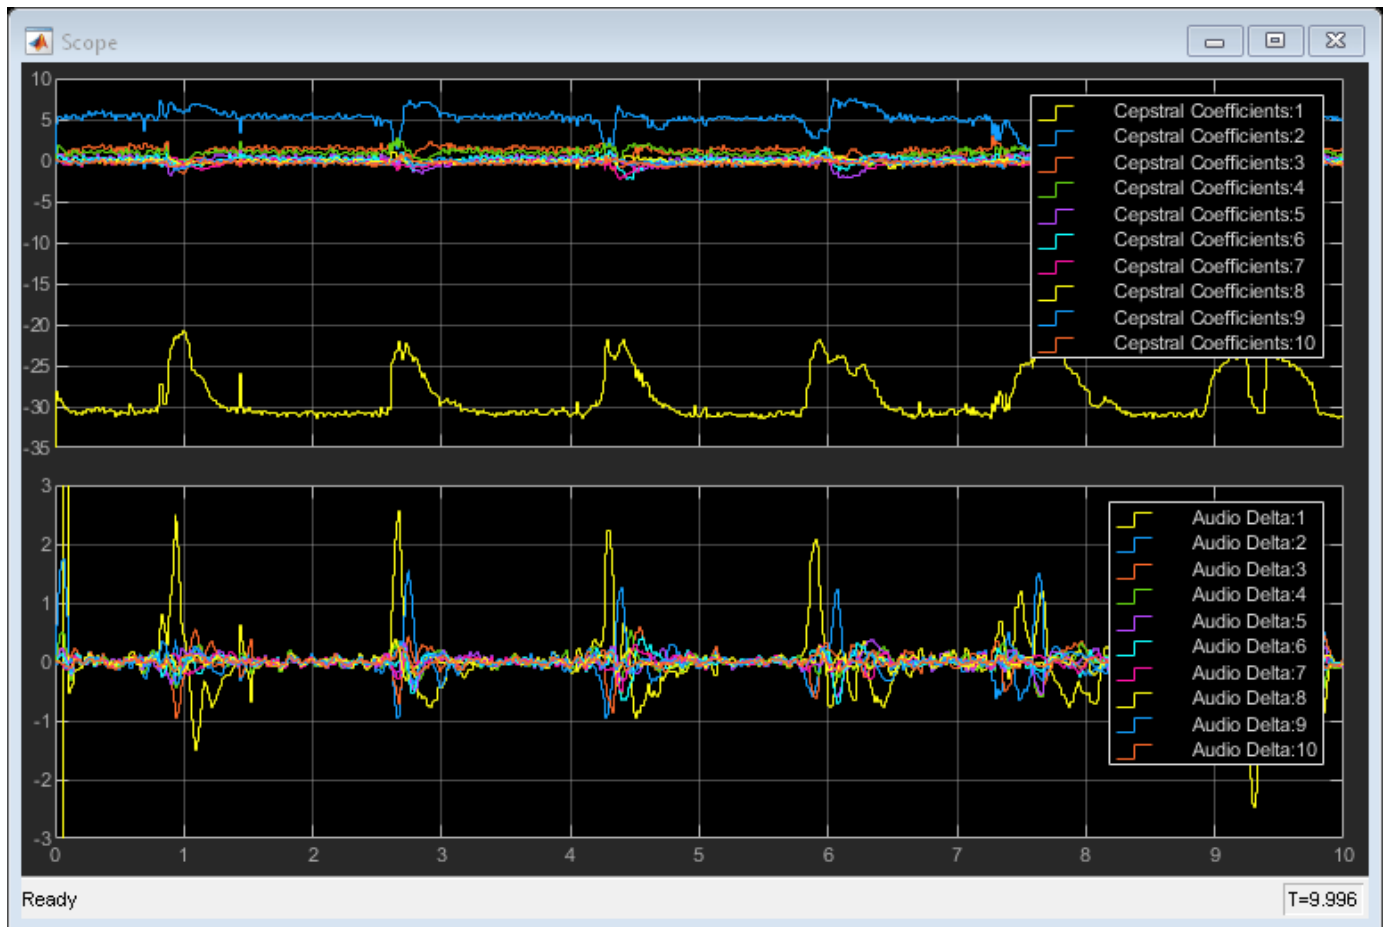 Scope
10
5
0
-5
-10
-15
-20
-25
-30
-35
Cepstral Coefficients:1
Cepstral Coefficients:2
Cepstral Coefficients:3
Cepstral Coefficients:4
Cepstral Coefficients:5
Cepstral Coefficients:6
Cepstral Coefficients:7
Cepstral Coefficients:8
Cepstral Coefficients:9
Cepstral Coefficients:10
3
2
1
0
-1
-2
-3
Audio Delta:1
Audio Delta:2
Audio Delta:3
Audio Delta:4
Audio Delta:5
Audio Delta:6
Audio Delta:7
Audio Delta:8
Audio Delta:9
Audio Delta:10
0 1 2 3 4 5 6 7 8 9 10
Ready T=9.996